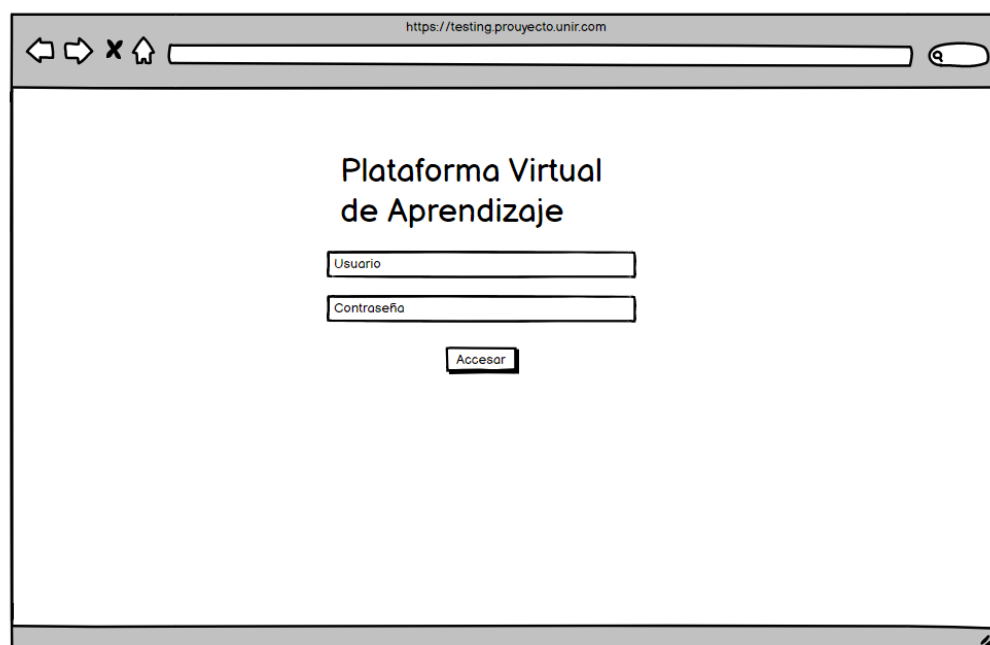 https://testing.prouyecto.unir.com
Plataforma Virtual
de Aprendizaje
Usuario
Contraseña
Accesar